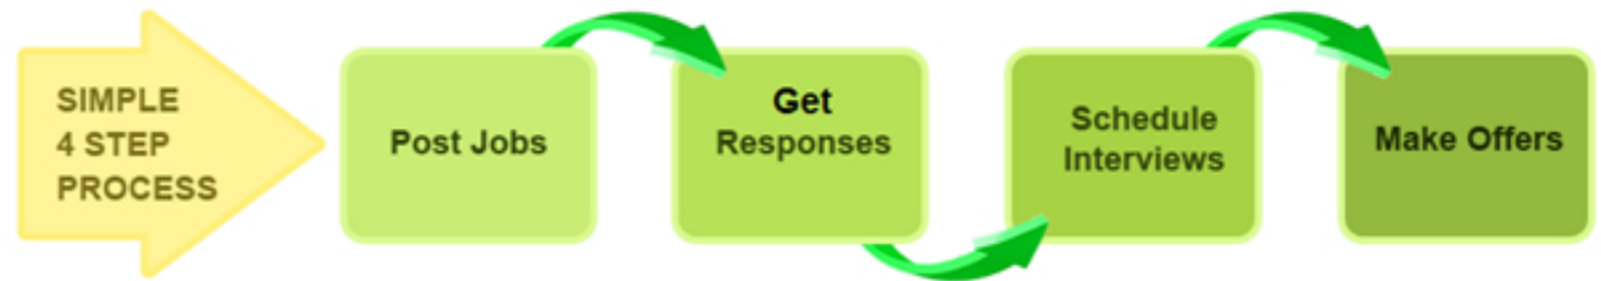 SIMPLE
4 STEP
PROCESS
Post Jobs
Get
Responses
Schedule
Interviews
Make Offers